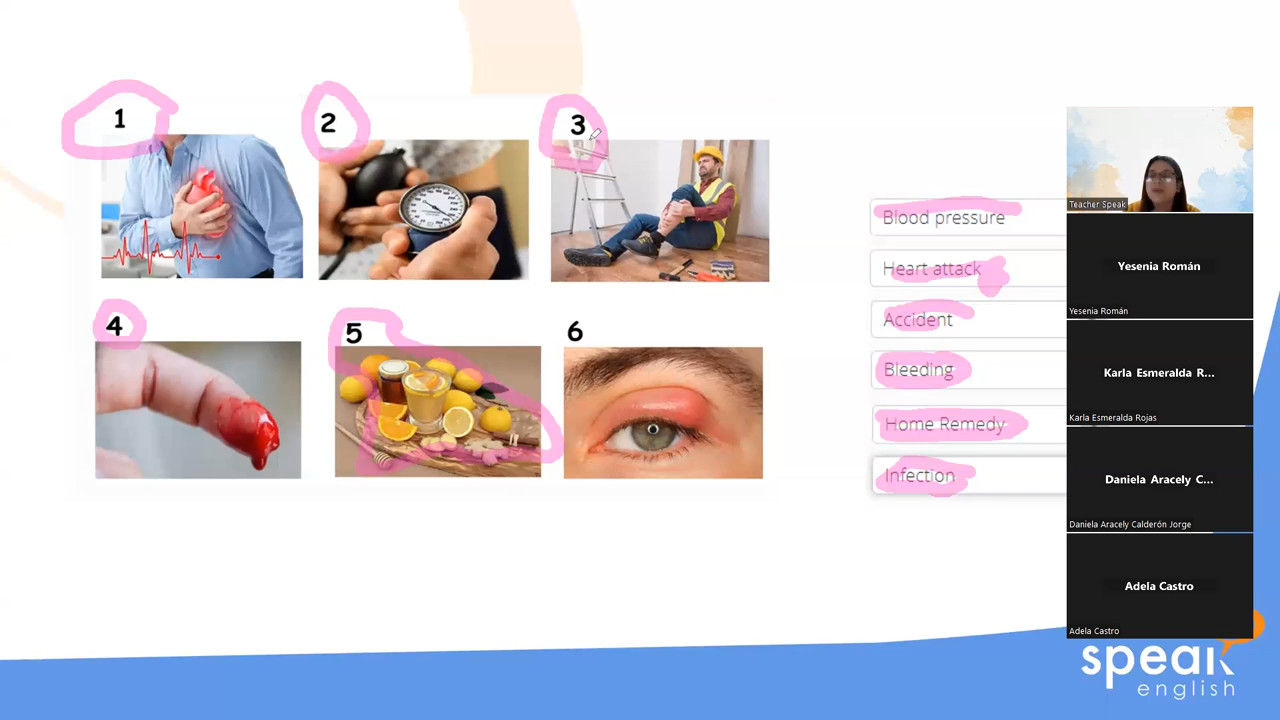 1
2
3
4
5
6
Blood pressure
Heart attack
Accident
Bleeding
Home Remedy
Infection
Teacher Speak
Yesenia Román
Yesenia Román
Karla Esmeralda R...
Karla Esmeralda Rojas
Daniela Aracely C...
Daniela Aracely Calderón Jorge
Adela Castro
Adela Castro
speak
english